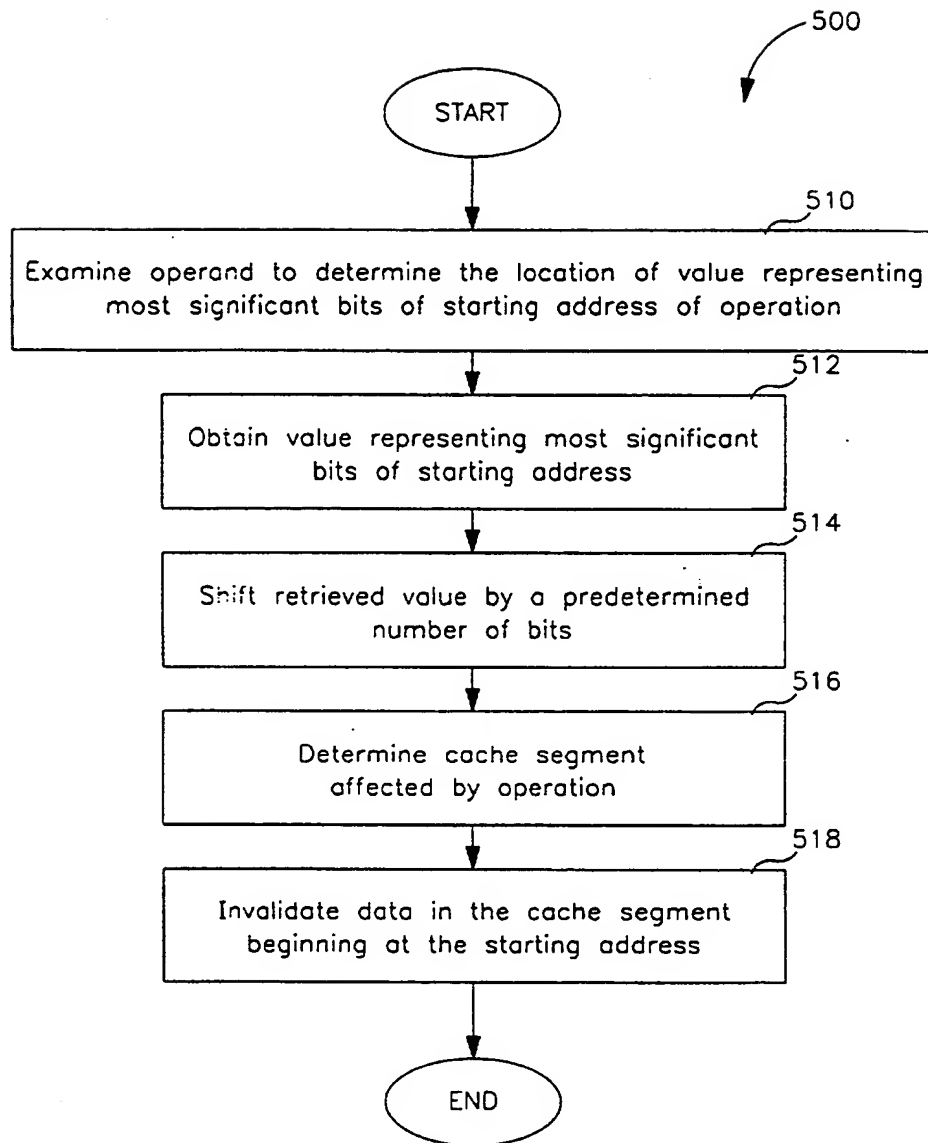 500
START
510
Examine operand to determine the location of value representing
most significant bits of starting address of operation
512
Obtain value representing most significant
bits of starting address
514
Shift retrieved value by a predetermined
number of bits
516
Determine cache segment
affected by operation
518
Invalidate data in the cache segment
beginning at the starting address
END